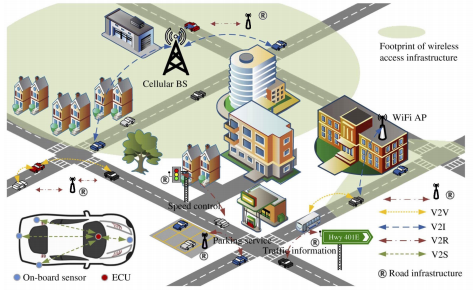 ®
Footprint of wireless
access infrastructure
Cellular BS
WiFi AP
®
®
Speed control
®
V2V
V2I
V2R
V2S
® Road infrastructure
Parking service
®
®
Traffic information
Hwy 401E
On-board sensor
ECU